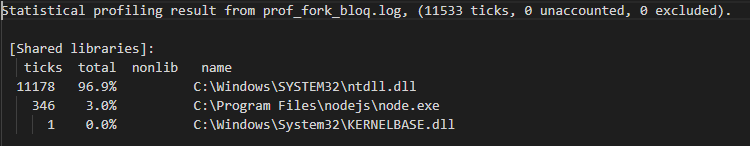 Statistical profiling result from prof_fork_bloq.log, (11533 ticks, 0 unaccounted, 0 excluded).
[Shared libraries]:
ticks total nonlib name
11178 96.9% C:\Windows\SYSTEM32\ntdll.dll
346 3.0% C:\Program Files\nodejs\node.exe
1 0.0% C:\Windows\System32\KERNELBASE.dll